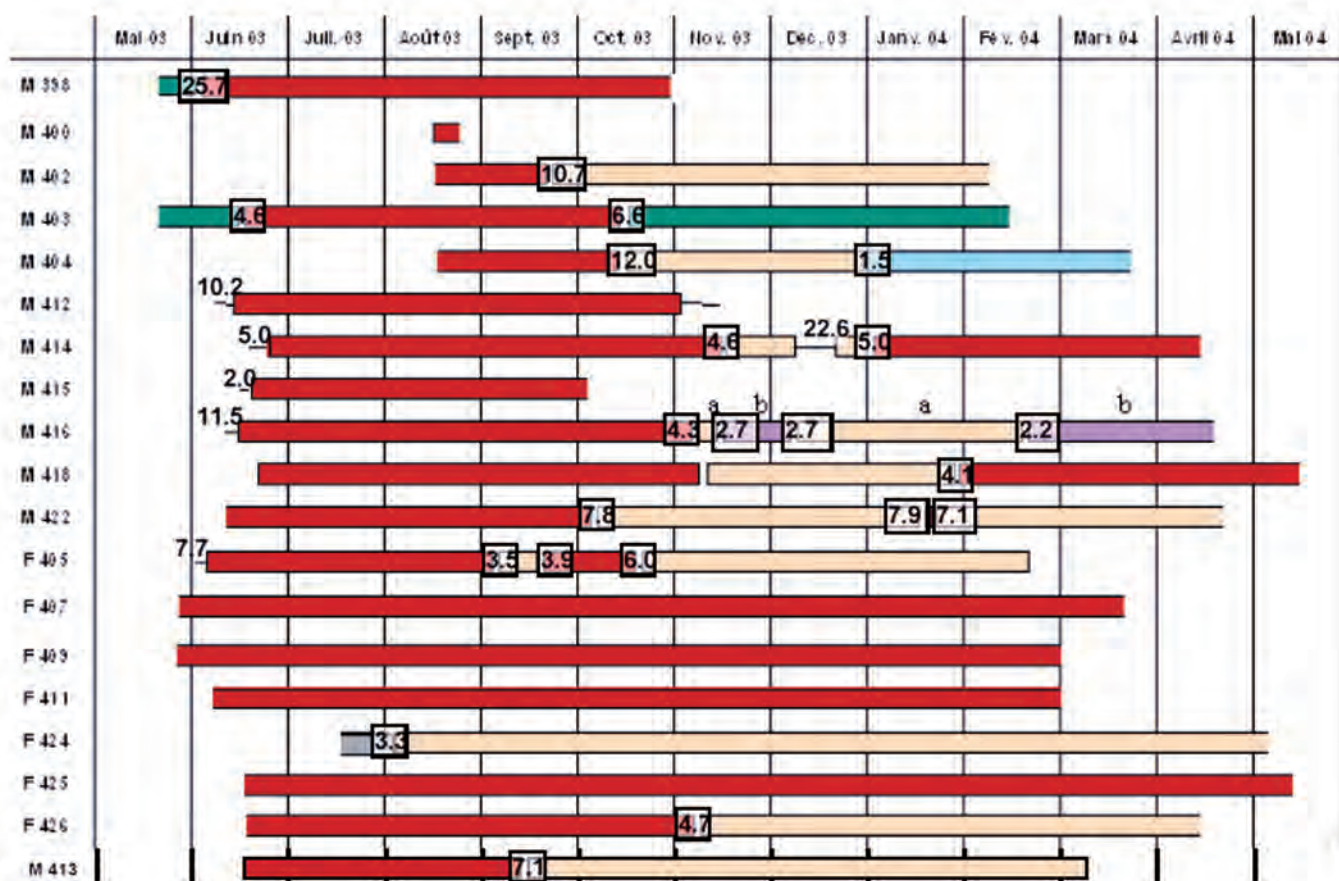 Mai 03 Juin 03 Juil. 03 Août 03 Sept. 03 Oct. 03 Nov. 03 Déc. 03 Janv. 04 Fév. 04 Mars 04 Avril 04 Mai 04
M 398 25.7
M 400
M 402 10.7
M 403 4.6 6.6
M 404 12.0 1.5
M 412 10.2
M 414 5.0 4.6 22.6 5.0
M 415 2.0
a b a b
M 416 11.5 4.3 2.7 2.7 2.2
M 418 4.1
M 422 7.8 7.9 7.1
F 405 7.7 3.5 3.9 6.0
F 407
F 409
F 411
F 424 3.3
F 425
F 426 4.7
M 413 7.1